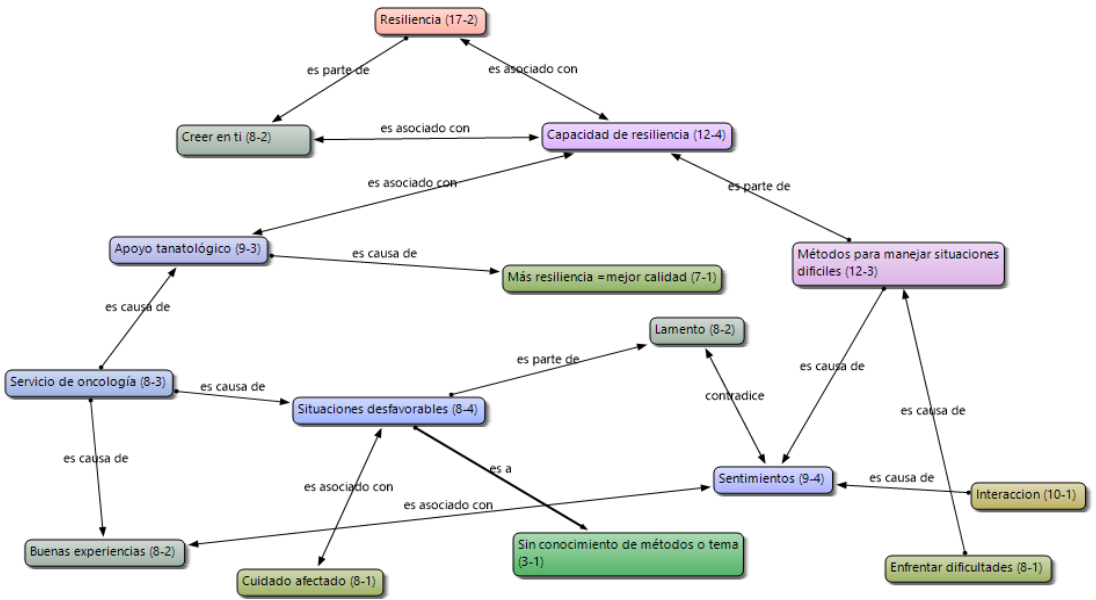 Resiliencia (17-2)
es parte de
es asociado con
Creer en ti (8-2)
es asociado con
Capacidad de resiliencia (12-4)
es asociado con
es parte de
Apoyo tanatológico (9-3)
es causa de
Métodos para manejar situaciones
dificiles (12-3)
Más resiliencia =mejor calidad (7-1)
es causa de
Lamento (8-2)
es parte de
es causa de
Servicio de oncología (8-3)
es causa de
Situaciones desfavorables (8-4)
contradice
es causa de
es causa de
es a
Sentimientos (9-4)
es causa de
Interaccion (10-1)
es asociado con
es asociado con
Buenas experiencias (8-2)
Sin conocimiento de métodos o tema
(3-1)
Cuidado afectado (8-1)
Enfrentar dificultades (8-1)